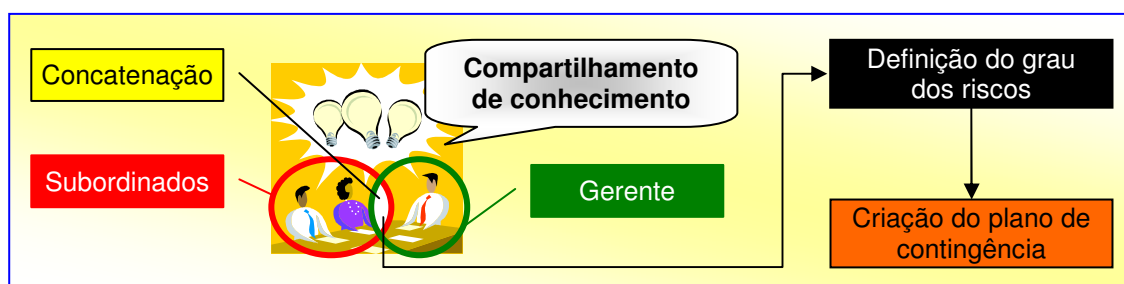 Concatenação
Subordinados
Compartilhamento
de conhecimento
Gerente
Definição do grau
dos riscos
Criação do plano de
contingência